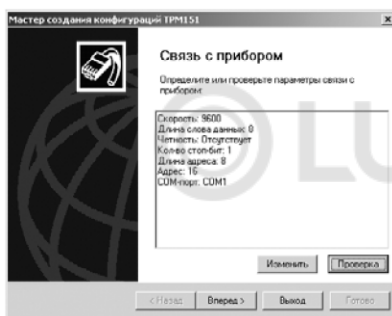 Мастер создания конфигураций ТРМ151
Связь с прибором
Определите или проверьте параметры связи с
прибором:
Скорость: 9600
Длина слова данных: 8
Четность: Отсутствует
Кол-во стоп-бит: 1
Длина адреса: 8
Адрес: 16
COM-порт: COM1
Изменить
Проверка
< Назад
Вперед >
Выход
Готово